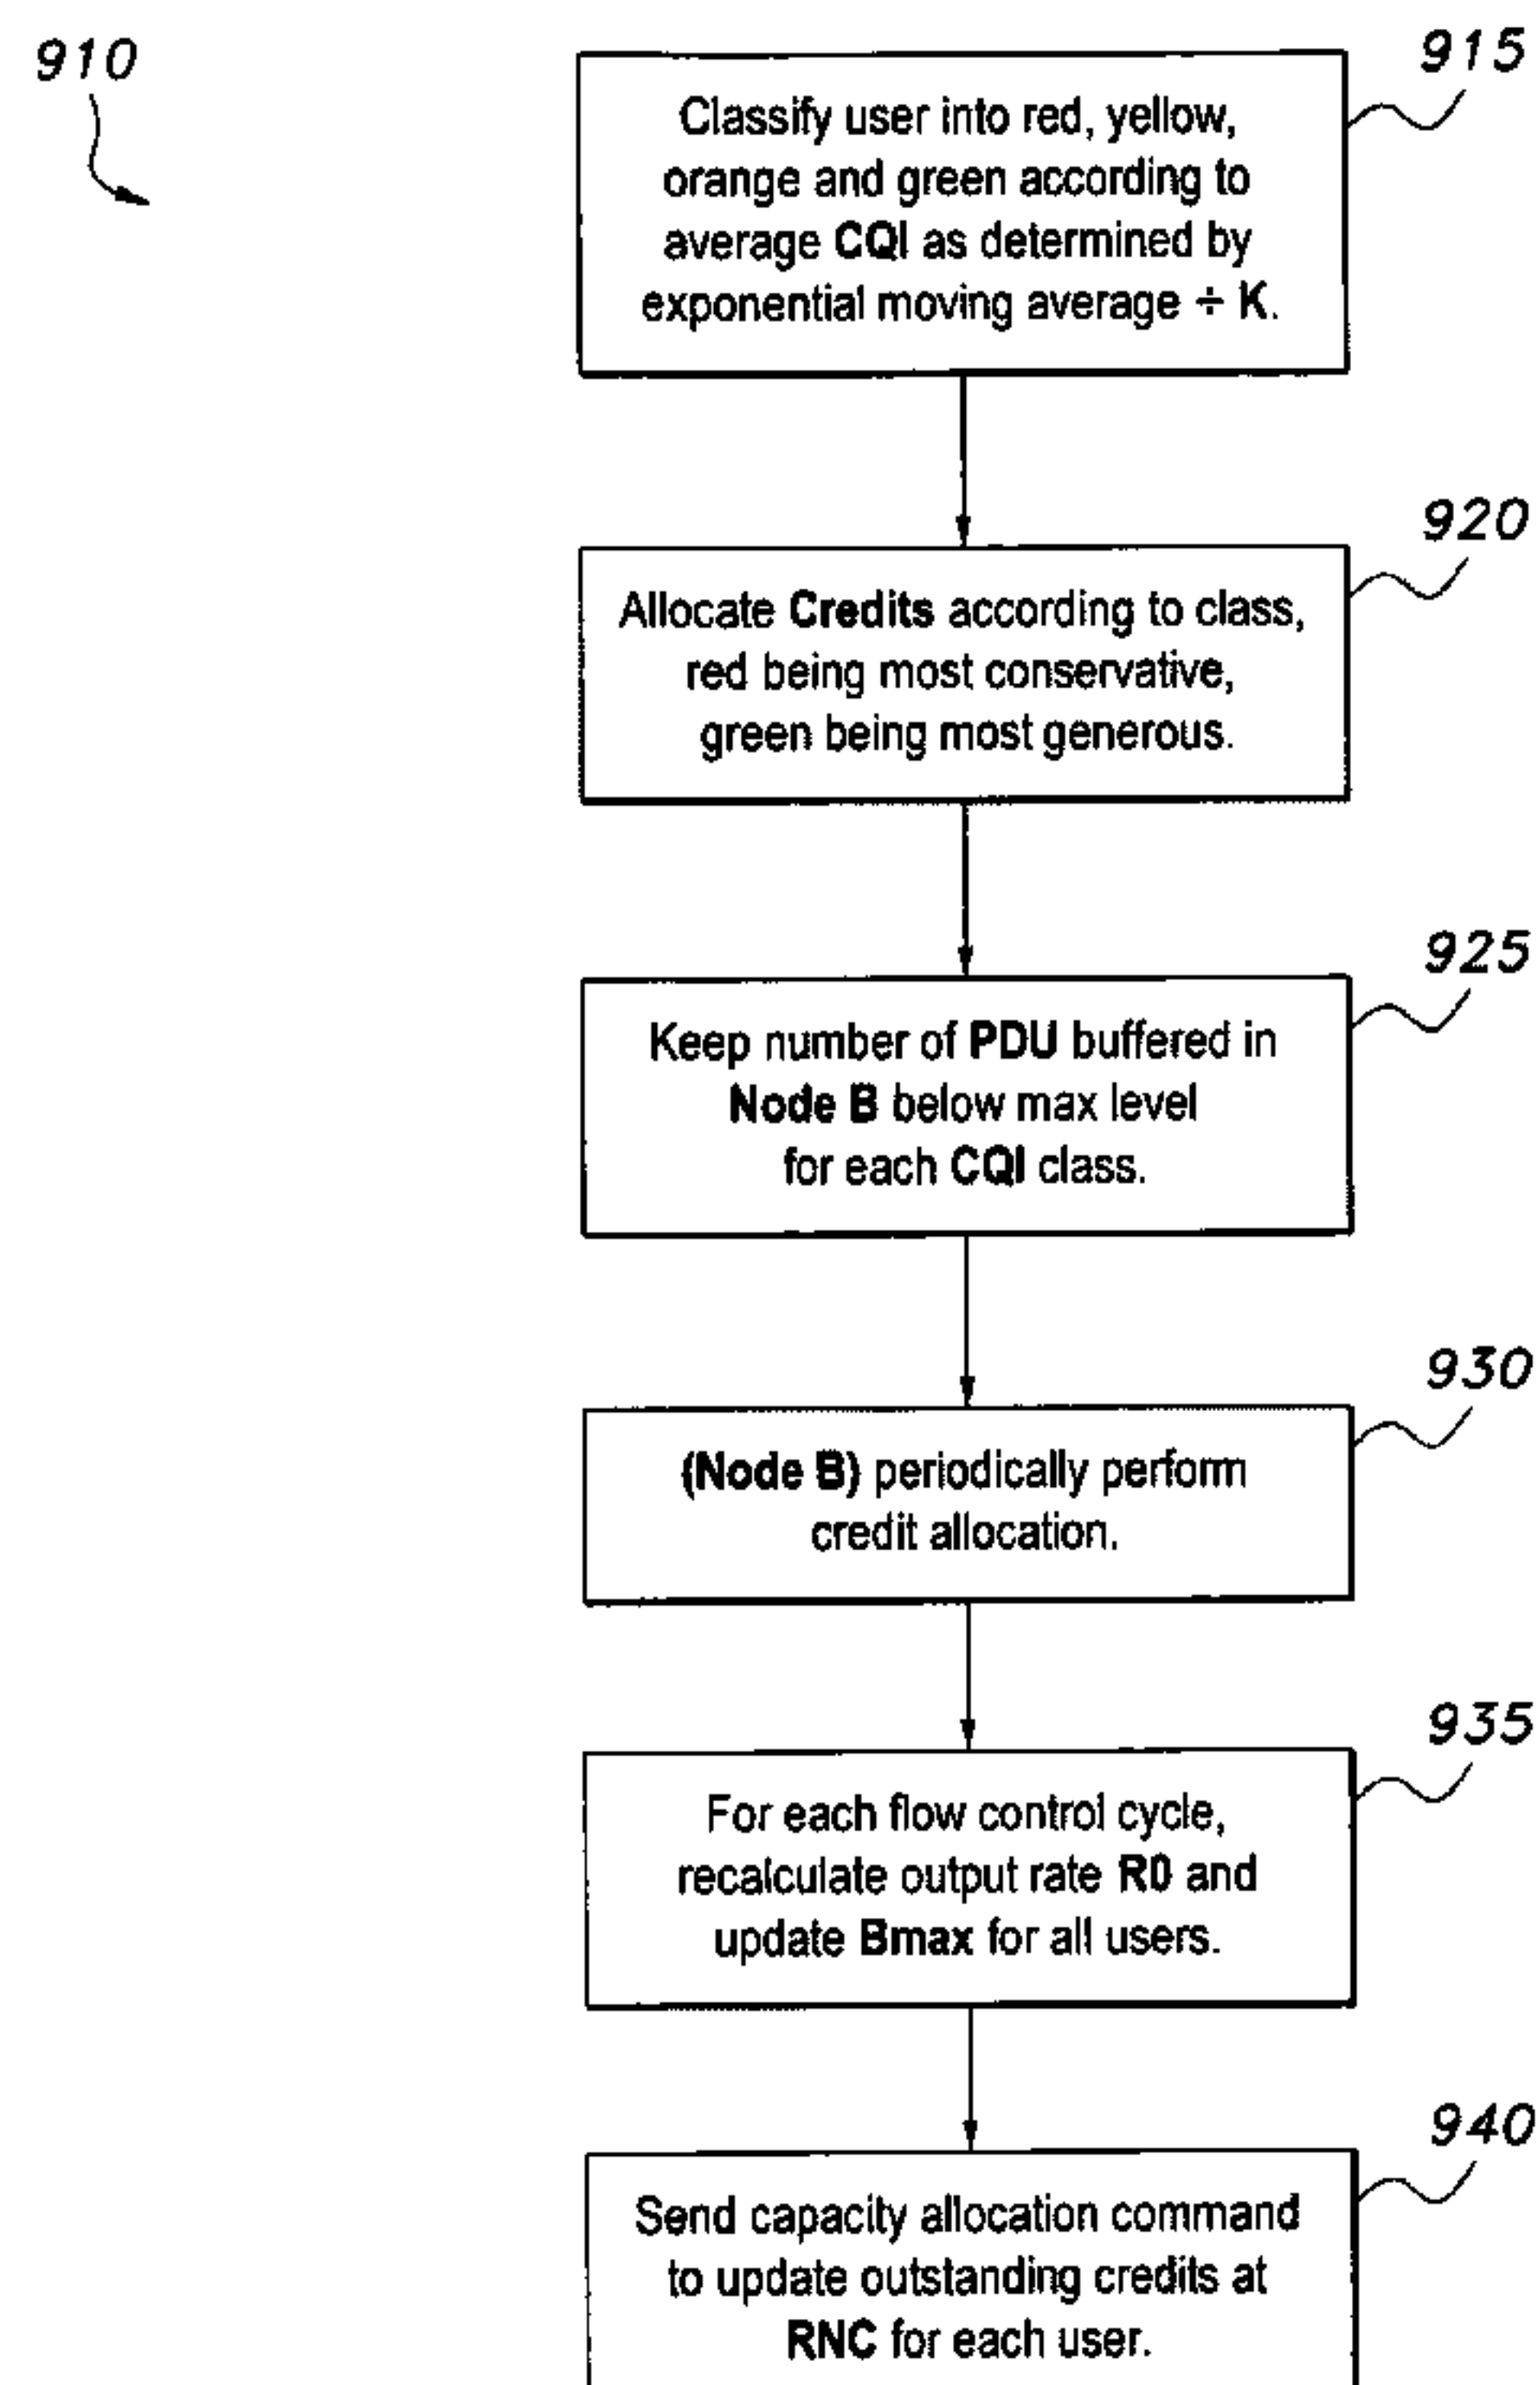 910
915
Classify user into red, yellow,
orange and green according to
average CQI as determined by
exponential moving average ÷ K.
920
Allocate Credits according to class,
red being most conservative,
green being most generous.
925
Keep number of PDU buffered in
Node B below max level
for each CQI class.
930
(Node B) periodically perform
credit allocation.
935
For each flow control cycle,
recalculate output rate R0 and
update Bmax for all users.
940
Send capacity allocation command
to update outstanding credits at
RNC for each user.